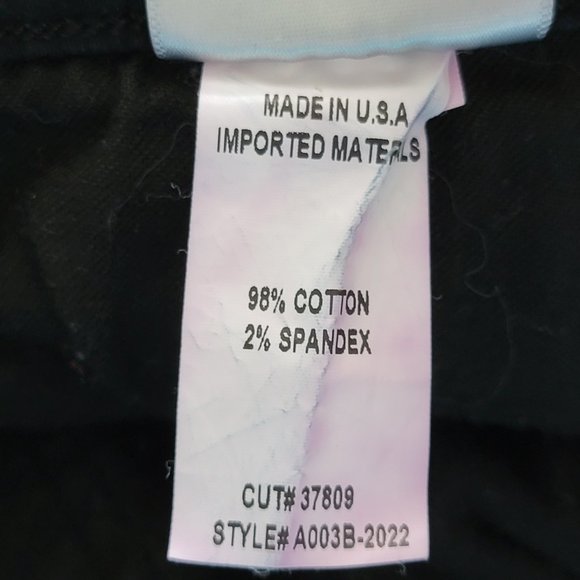 MADE IN U.S.A
IMPORTED MATERLS
98% COTTON
2% SPANDEX
CUT# 37809
STYLE# A003B-2022